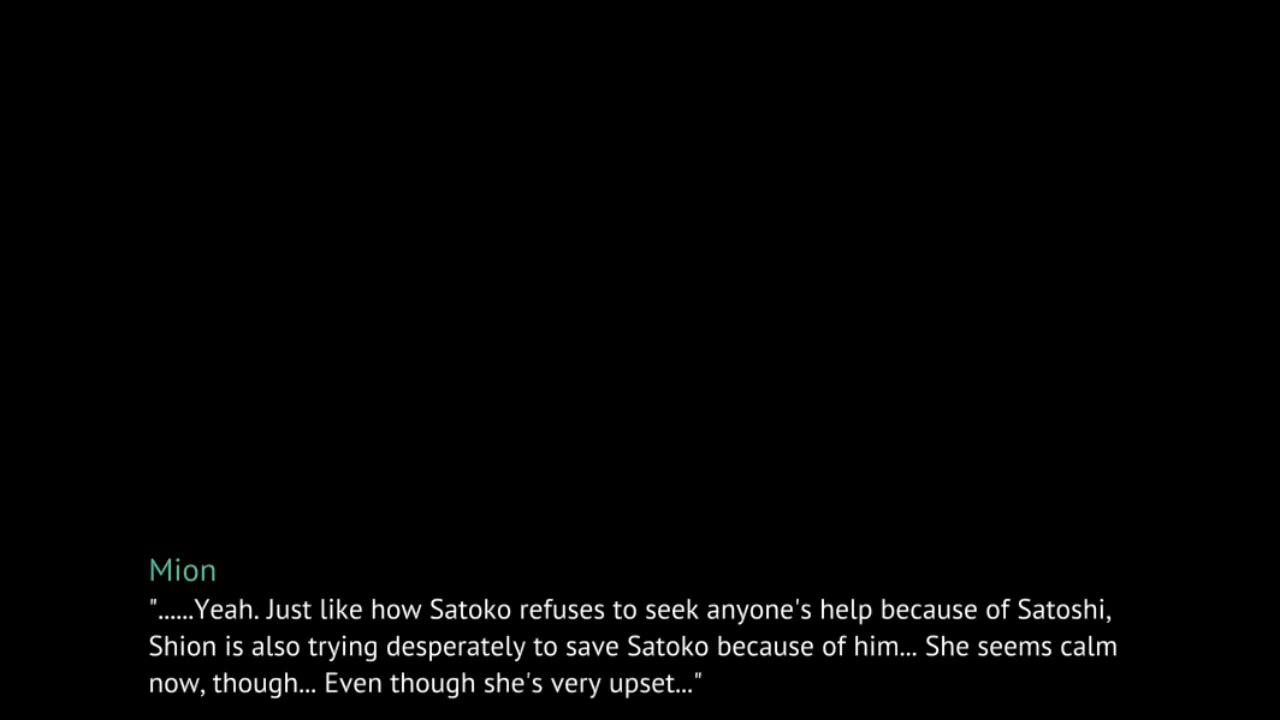 Mion
"......Yeah. Just like how Satoko refuses to seek anyone's help because of Satoshi,
Shion is also trying desperately to save Satoko because of him... She seems calm
now, though... Even though she's very upset..."